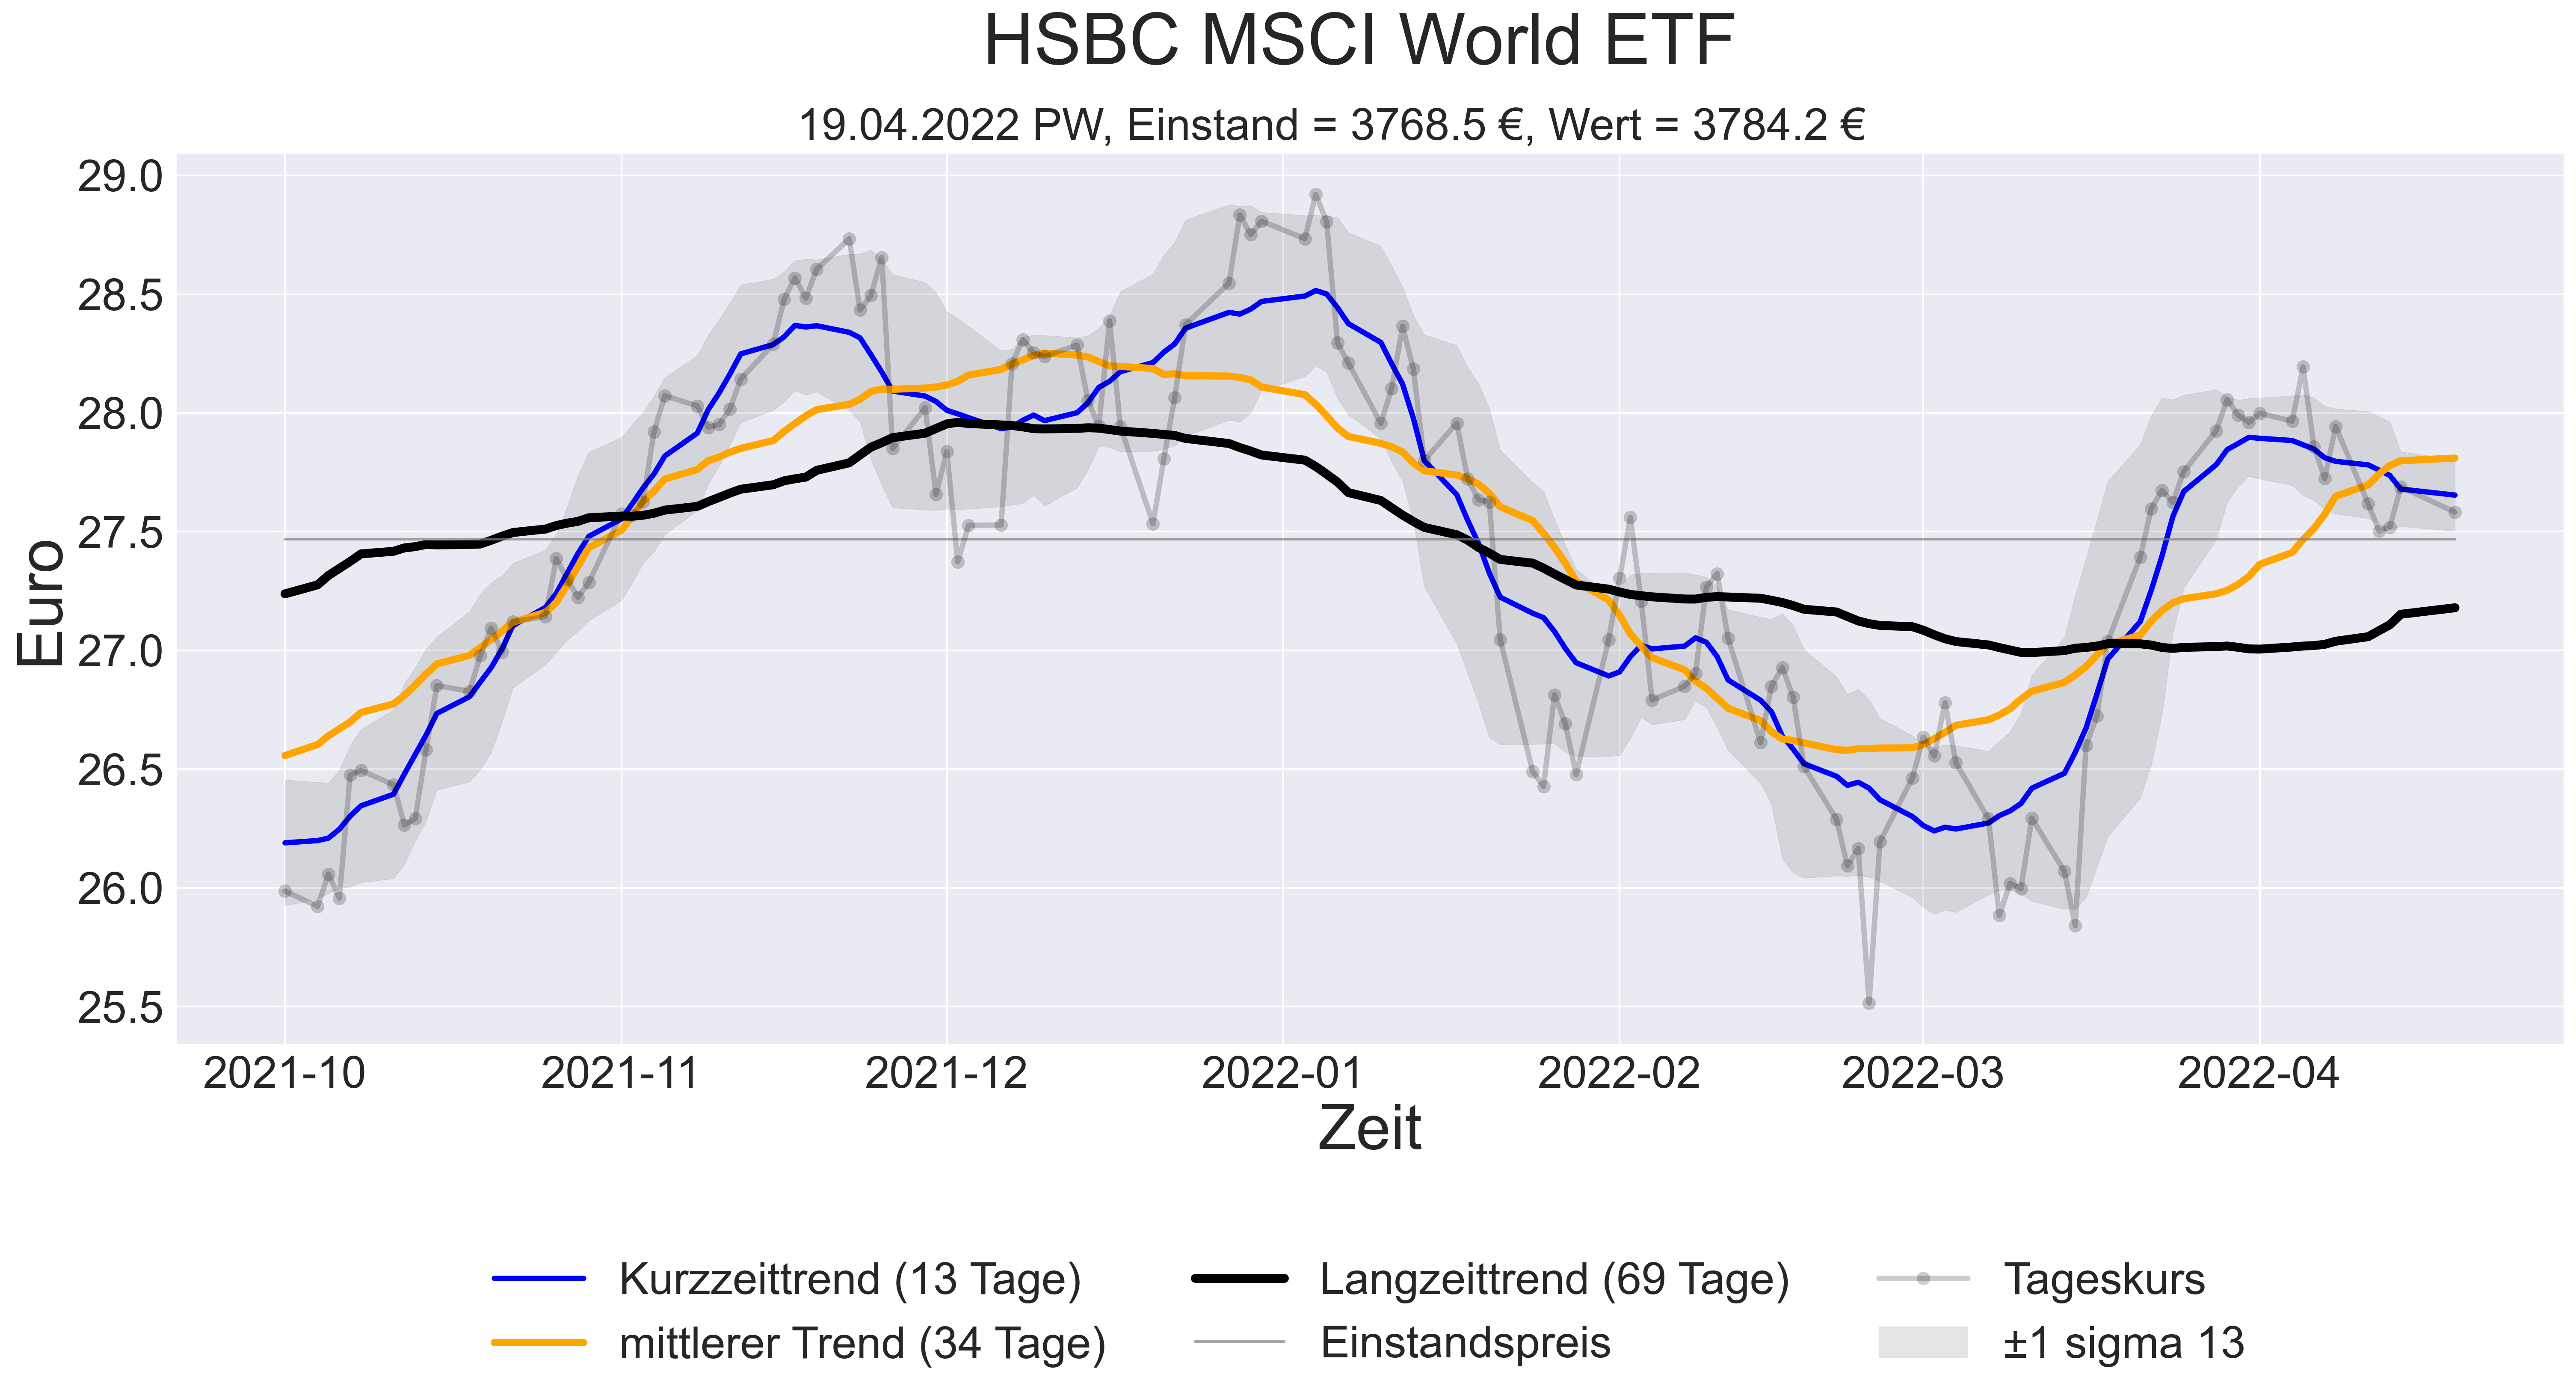 HSBC MSCI World ETF
19.04.2022 PW, Einstand = 3768.5 €, Wert = 3784.2 €
29.0
28.5
28.0
27.5
27.0
26.5
26.0
25.5
Euro
2021-10 2021-11 2021-12 2022-01 2022-02 2022-03 2022-04
Zeit
Kurzzeittrend (13 Tage) Langzeittrend (69 Tage) Tageskurs
mittlerer Trend (34 Tage) Einstandspreis ±1 sigma 13